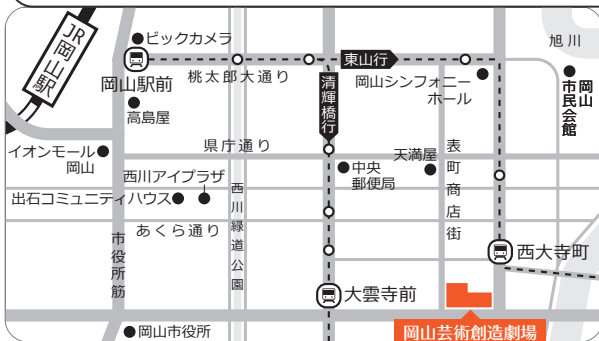 JR岡山駅
ビックカメラ
岡山駅前
桃太郎大通り
東山行
清輝橋行
岡山シンフォニー
ホール
旭川
岡山
市民会館
高島屋
県庁通り
イオンモール
岡山
西川アイプラザ
出石コミュニティハウス
あくら通り
西川緑道公園
中央
郵便局
天満屋
表町商店街
市役所筋
西大寺町
大雲寺前
岡山市役所
岡山芸術創造劇場